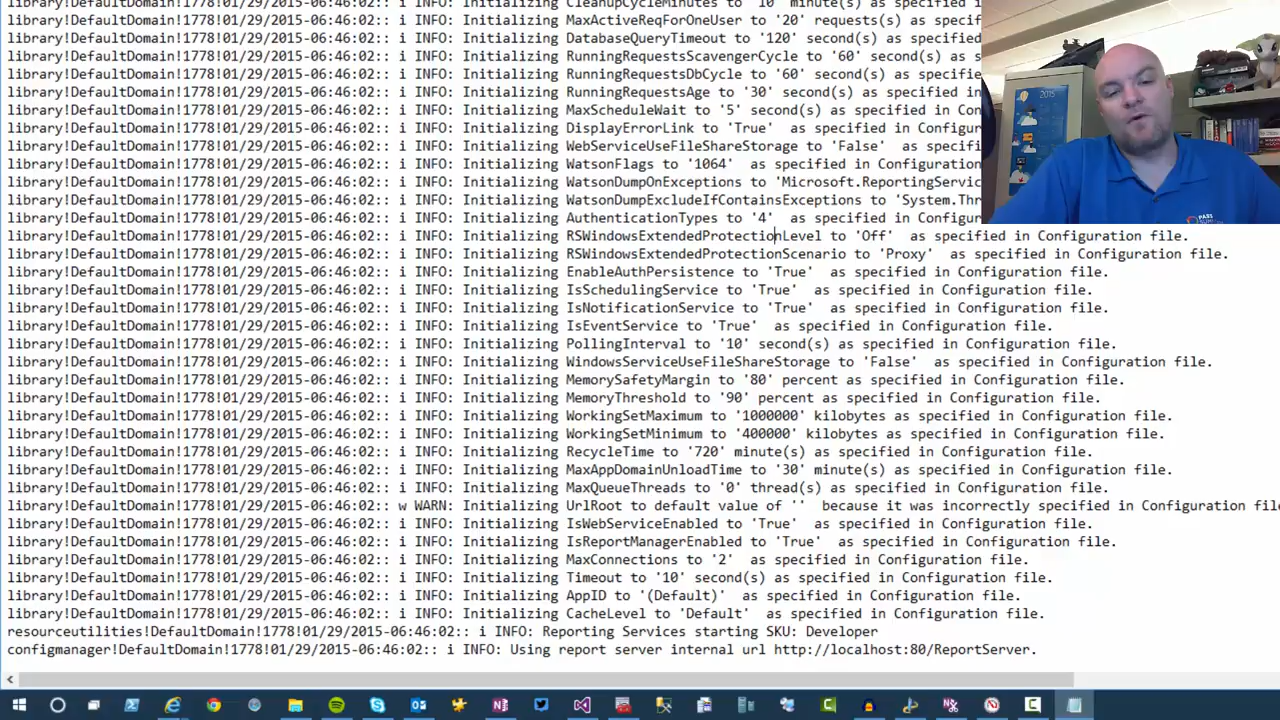 library!DefaultDomain!1778!01/29/2015-06:46:02:: i INFO: Initializing CleanupCycleMinutes to '10' minute(s) as specified i
library!DefaultDomain!1778!01/29/2015-06:46:02:: i INFO: Initializing MaxActiveReqForOneUser to '20' requests(s) as specif
library!DefaultDomain!1778!01/29/2015-06:46:02:: i INFO: Initializing DatabaseQueryTimeout to '120' second(s) as specified
library!DefaultDomain!1778!01/29/2015-06:46:02:: i INFO: Initializing RunningRequestsScavengerCycle to '60' second(s) as s
library!DefaultDomain!1778!01/29/2015-06:46:02:: i INFO: Initializing RunningRequestsDbCycle to '60' second(s) as specifie
library!DefaultDomain!1778!01/29/2015-06:46:02:: i INFO: Initializing RunningRequestsAge to '30' second(s) as specified in
library!DefaultDomain!1778!01/29/2015-06:46:02:: i INFO: Initializing MaxScheduleWait to '5' second(s) as specified in Con
library!DefaultDomain!1778!01/29/2015-06:46:02:: i INFO: Initializing DisplayErrorLink to 'True'  as specified in Configur
library!DefaultDomain!1778!01/29/2015-06:46:02:: i INFO: Initializing WebServiceUseFileShareStorage to 'False'  as specifi
library!DefaultDomain!1778!01/29/2015-06:46:02:: i INFO: Initializing WatsonFlags to '1064'  as specified in Configuration
library!DefaultDomain!1778!01/29/2015-06:46:02:: i INFO: Initializing WatsonDumpOnExceptions to 'Microsoft.ReportingServic
library!DefaultDomain!1778!01/29/2015-06:46:02:: i INFO: Initializing WatsonDumpExcludeIfContainsExceptions to 'System.Thr
library!DefaultDomain!1778!01/29/2015-06:46:02:: i INFO: Initializing AuthenticationTypes to '4'  as specified in Configur
library!DefaultDomain!1778!01/29/2015-06:46:02:: i INFO: Initializing RSWindowsExtendedProtectionLevel to 'Off'  as specified in Configuration file.
library!DefaultDomain!1778!01/29/2015-06:46:02:: i INFO: Initializing RSWindowsExtendedProtectionScenario to 'Proxy'  as specified in Configuration file.
library!DefaultDomain!1778!01/29/2015-06:46:02:: i INFO: Initializing EnableAuthPersistence to 'True'  as specified in Configuration file.
library!DefaultDomain!1778!01/29/2015-06:46:02:: i INFO: Initializing IsSchedulingService to 'True'  as specified in Configuration file.
library!DefaultDomain!1778!01/29/2015-06:46:02:: i INFO: Initializing IsNotificationService to 'True'  as specified in Configuration file.
library!DefaultDomain!1778!01/29/2015-06:46:02:: i INFO: Initializing IsEventService to 'True'  as specified in Configuration file.
library!DefaultDomain!1778!01/29/2015-06:46:02:: i INFO: Initializing PollingInterval to '10' second(s) as specified in Configuration file.
library!DefaultDomain!1778!01/29/2015-06:46:02:: i INFO: Initializing WindowsServiceUseFileShareStorage to 'False'  as specified in Configuration file.
library!DefaultDomain!1778!01/29/2015-06:46:02:: i INFO: Initializing MemorySafetyMargin to '80' percent as specified in Configuration file.
library!DefaultDomain!1778!01/29/2015-06:46:02:: i INFO: Initializing MemoryThreshold to '90' percent as specified in Configuration file.
library!DefaultDomain!1778!01/29/2015-06:46:02:: i INFO: Initializing WorkingSetMaximum to '1000000' kilobytes as specified in Configuration file.
library!DefaultDomain!1778!01/29/2015-06:46:02:: i INFO: Initializing WorkingSetMinimum to '400000' kilobytes as specified in Configuration file.
library!DefaultDomain!1778!01/29/2015-06:46:02:: i INFO: Initializing RecycleTime to '720' minute(s) as specified in Configuration file.
library!DefaultDomain!1778!01/29/2015-06:46:02:: i INFO: Initializing MaxAppDomainUnloadTime to '30' minute(s) as specified in Configuration file.
library!DefaultDomain!1778!01/29/2015-06:46:02:: i INFO: Initializing MaxQueueThreads to '0' thread(s) as specified in Configuration file.
library!DefaultDomain!1778!01/29/2015-06:46:02:: w WARN: Initializing UrlRoot to default value of ''  because it was incorrectly specified in Configuration file
library!DefaultDomain!1778!01/29/2015-06:46:02:: i INFO: Initializing IsWebServiceEnabled to 'True'  as specified in Configuration file.
library!DefaultDomain!1778!01/29/2015-06:46:02:: i INFO: Initializing IsReportManagerEnabled to 'True'  as specified in Configuration file.
library!DefaultDomain!1778!01/29/2015-06:46:02:: i INFO: Initializing MaxConnections to '2'  as specified in Configuration file.
library!DefaultDomain!1778!01/29/2015-06:46:02:: i INFO: Initializing Timeout to '10' second(s) as specified in Configuration file.
library!DefaultDomain!1778!01/29/2015-06:46:02:: i INFO: Initializing AppID to '(Default)'  as specified in Configuration file.
library!DefaultDomain!1778!01/29/2015-06:46:02:: i INFO: Initializing CacheLevel to 'Default'  as specified in Configuration file.
resourceutilities!DefaultDomain!1778!01/29/2015-06:46:02:: i INFO: Reporting Services starting SKU: Developer
configmanager!DefaultDomain!1778!01/29/2015-06:46:02:: i INFO: Using report server internal url http://localhost:80/ReportServer.
2015
PASS